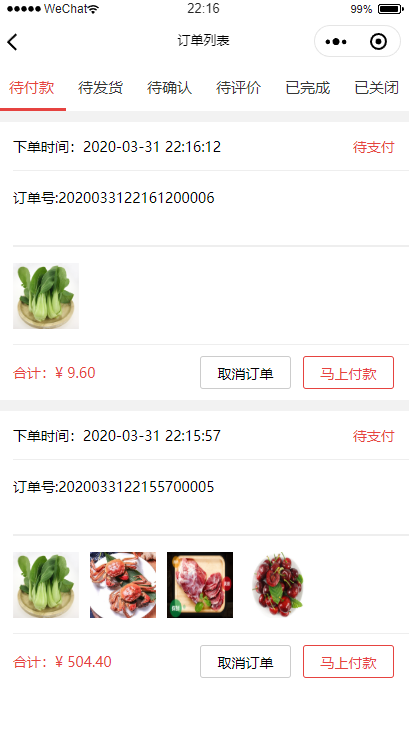 WeChat 22:16 99%
订单列表
待付款 待发货 待确认 待评价 已完成 已关闭
下单时间：2020-03-31 22:16:12 待支付
订单号:2020033122161200006
合计：¥ 9.60 取消订单 马上付款
下单时间：2020-03-31 22:15:57 待支付
订单号:2020033122155700005
合计：¥ 504.40 取消订单 马上付款